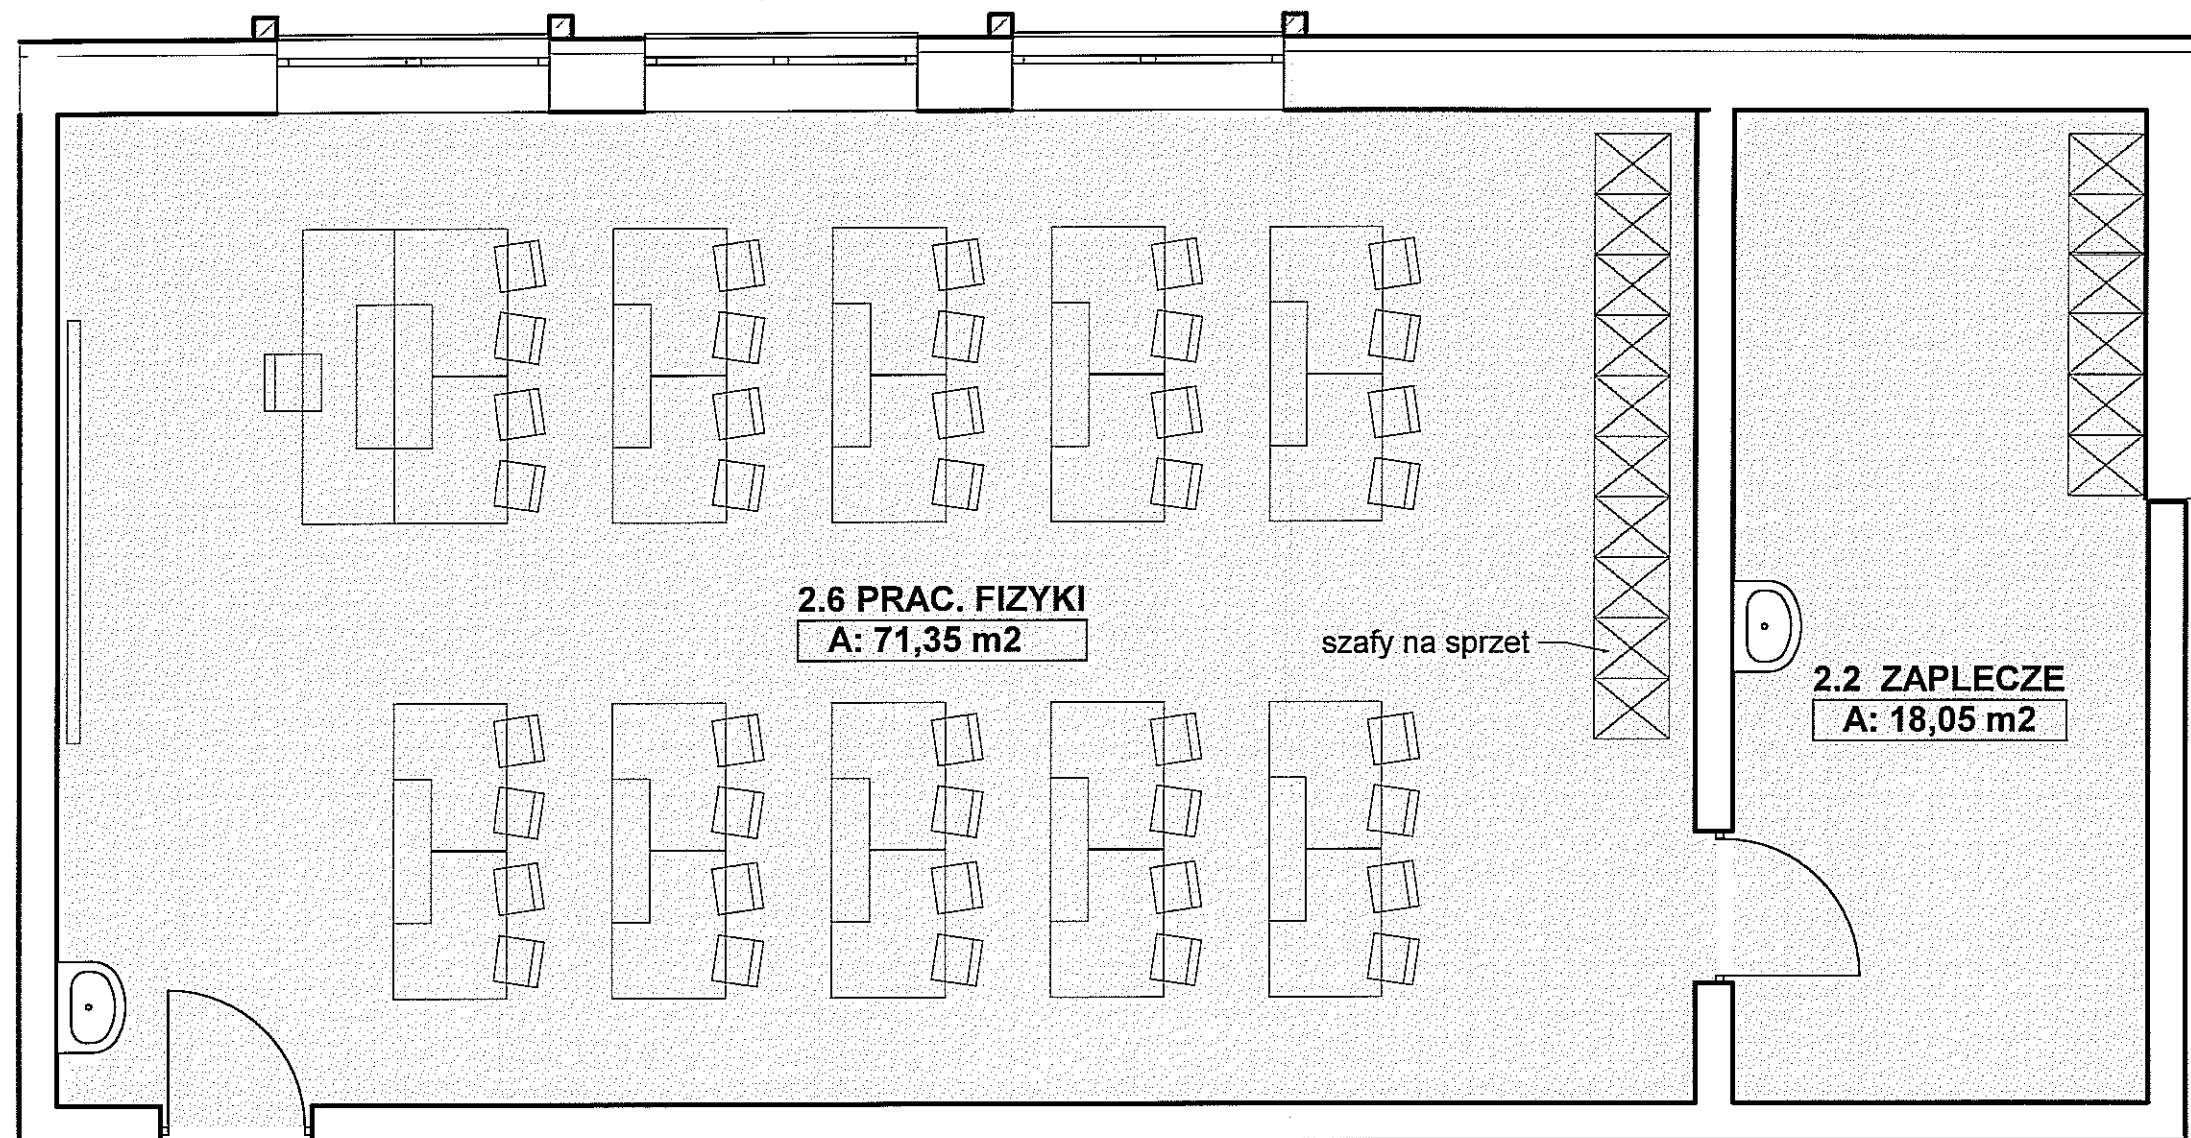 2.6 PRAC. FIZYKI
A: 71,35 m2
szafy na sprzet
2.2 ZAPLECZE
A: 18,05 m2